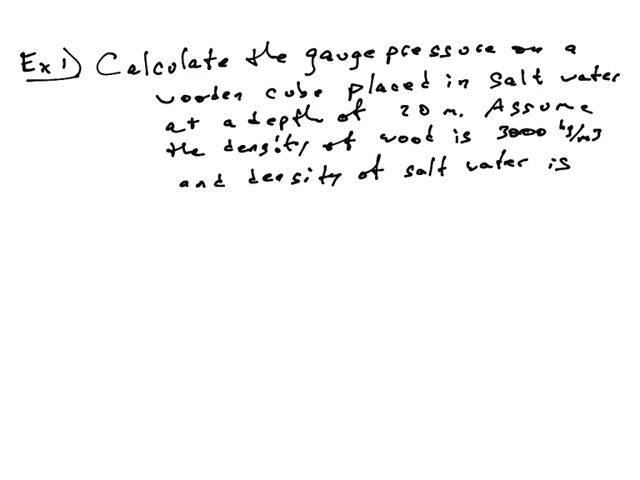 Ex 1) Calculate the gauge pressure on a
wooden cube placed in salt water
at a depth of 20 m. Assume
the density of wood is 3000 kg/m3
and density of salt water is